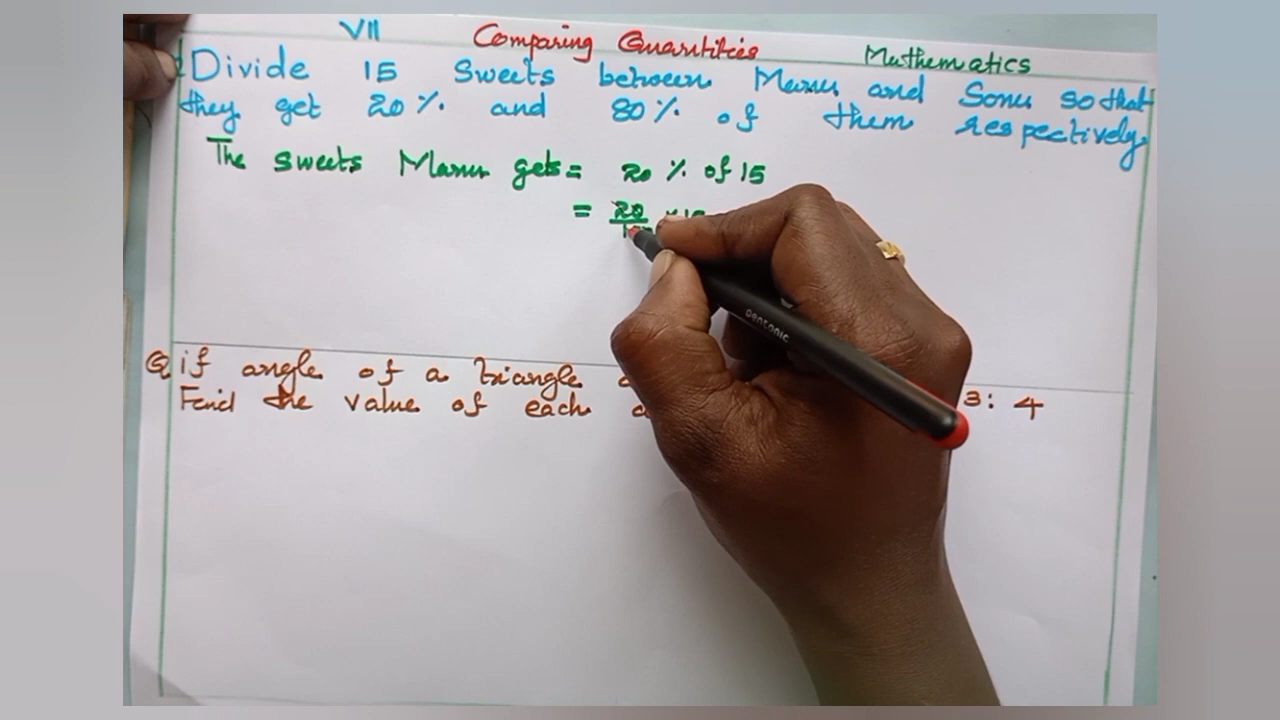 VII Comparing Quantities Mathematics
Divide 15 Sweets between Manu and Sonu so that
they get 20% and 80% of them respectively
The sweets Manu gets = 20% of 15
= 20
Q if angle of a triangle
Find the value of each 3: 4
pentonic